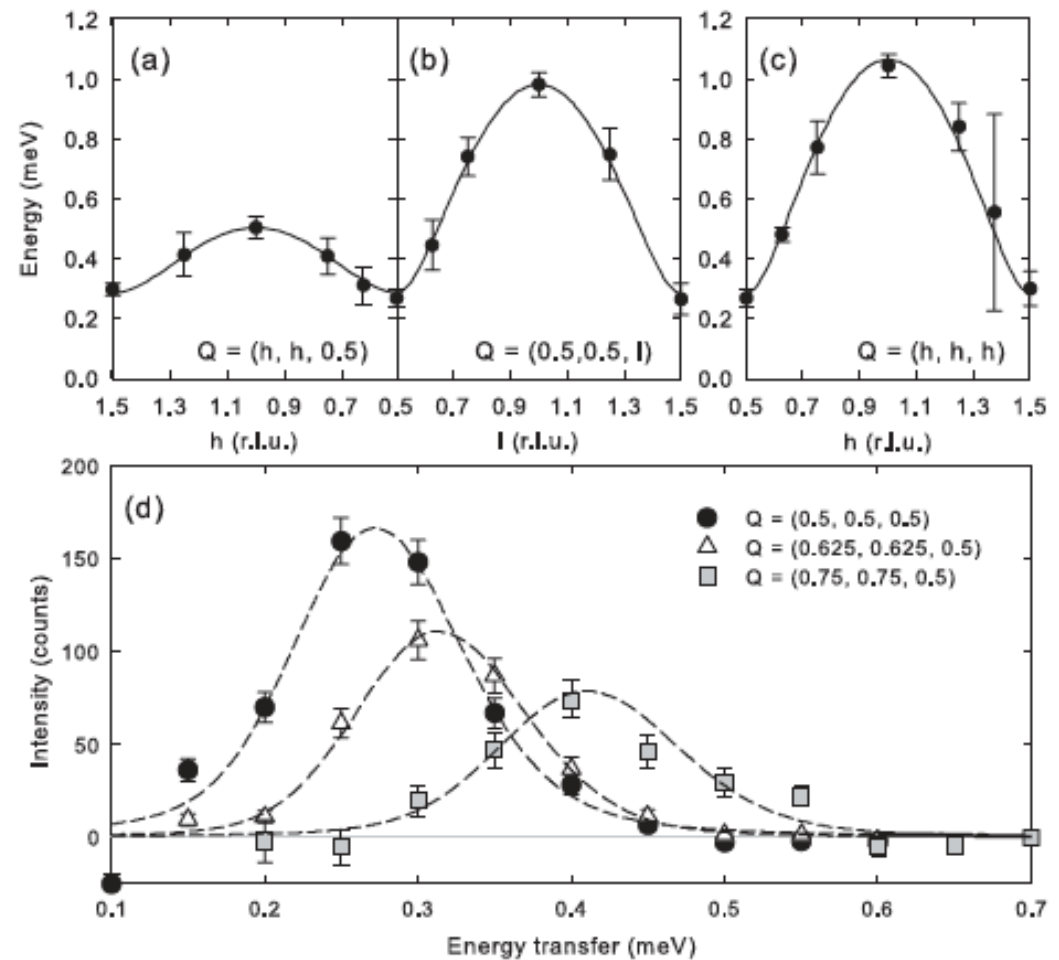 1.2 1.2
(a) (b) (c)
1.0 1.0
0.8 0.8
0.6 0.6
0.4 0.4
0.2 0.2
0.0 0.0
Energy (meV)
Q = (h, h, 0.5) Q = (0.5,0.5, l) Q = (h, h, h)
1.5 1.3 1.1 0.9 0.7 0.5 0.7 0.9 1.1 1.3 1.5 0.5 0.7 0.9 1.1 1.3 1.5
h (r.l.u.) l (r.l.u.) h (r.l.u.)
200
(d)
Q = (0.5, 0.5, 0.5)
Q = (0.625, 0.625, 0.5)
Q = (0.75, 0.75, 0.5)
150
100
50
0
Intensity (counts)
0.1 0.2 0.3 0.4 0.5 0.6 0.7
Energy transfer (meV)